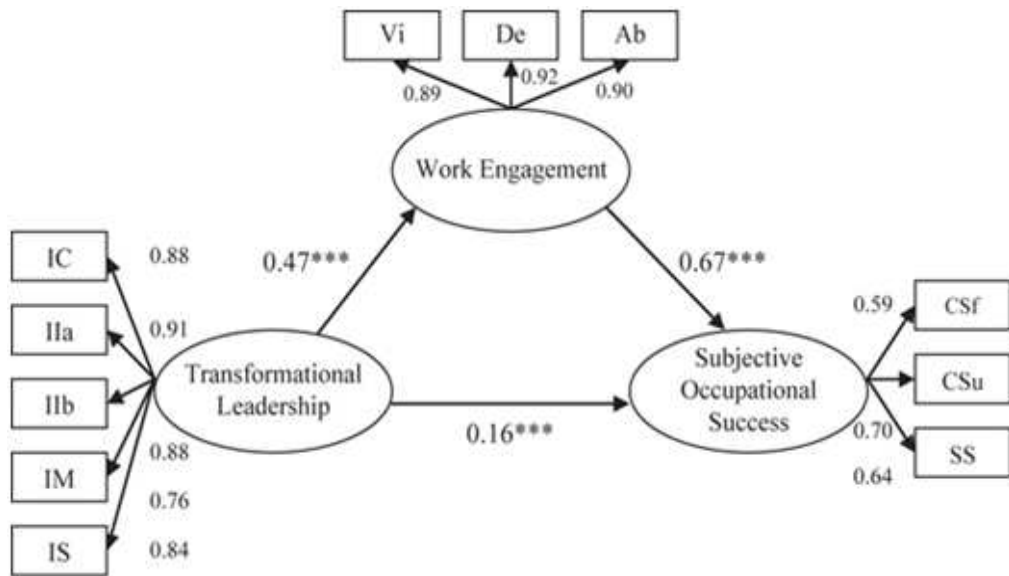 Vi
De
Ab
0.89
0.92
0.90
Work Engagement
0.47***
0.67***
IC
IIa
IIb
IM
IS
0.88
0.91
0.88
0.76
0.84
Transformational
Leadership
0.16***
Subjective
Occupational
Success
0.59
0.70
0.64
CSf
CSu
SS